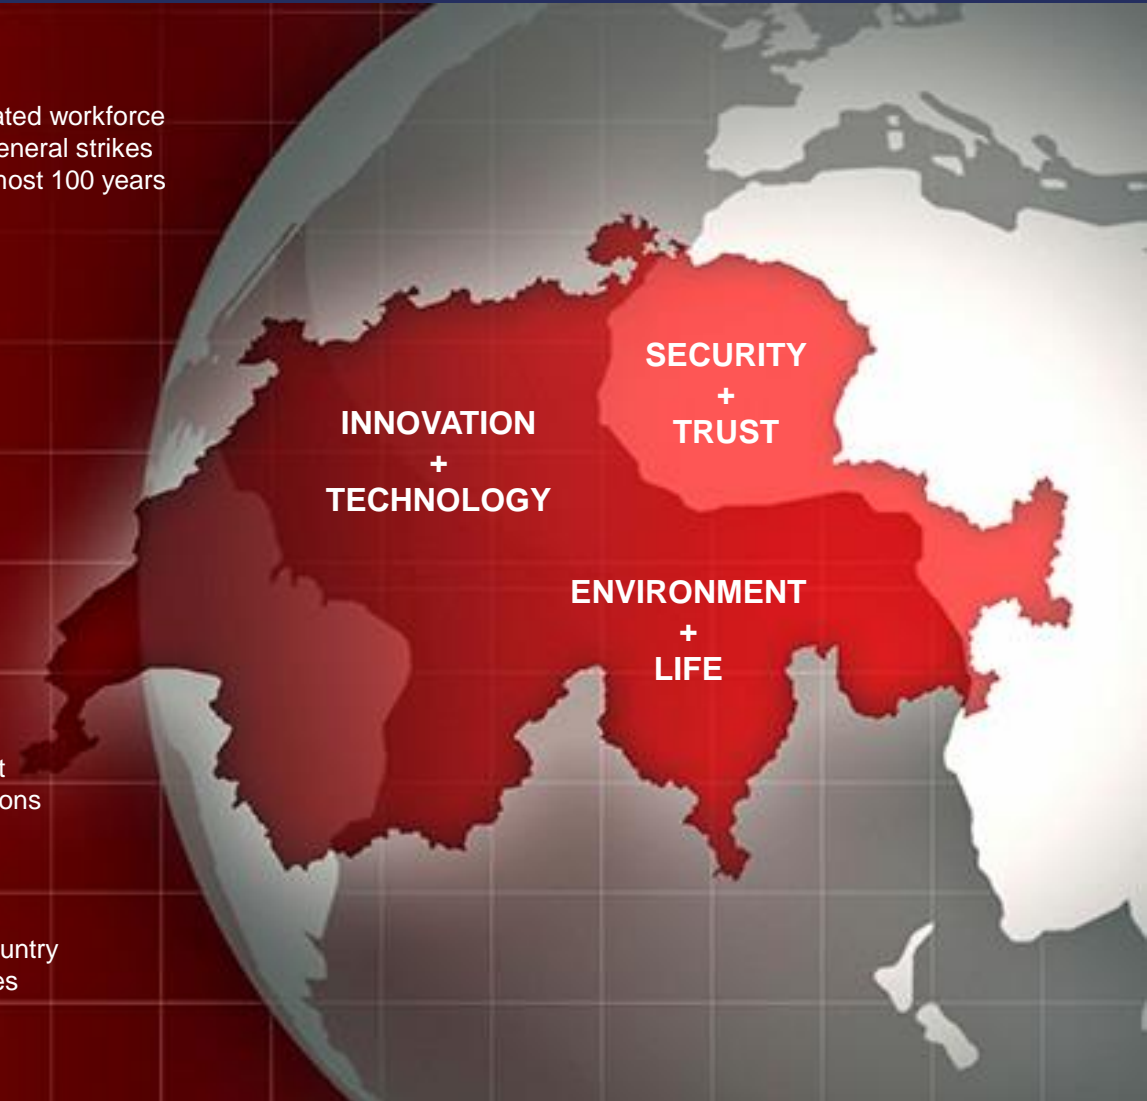 ated workforce
eneral strikes
nost 100 years
SECURITY
+
TRUST
INNOVATION
+
TECHNOLOGY
ENVIRONMENT
+
LIFE
t
ons
untry
es